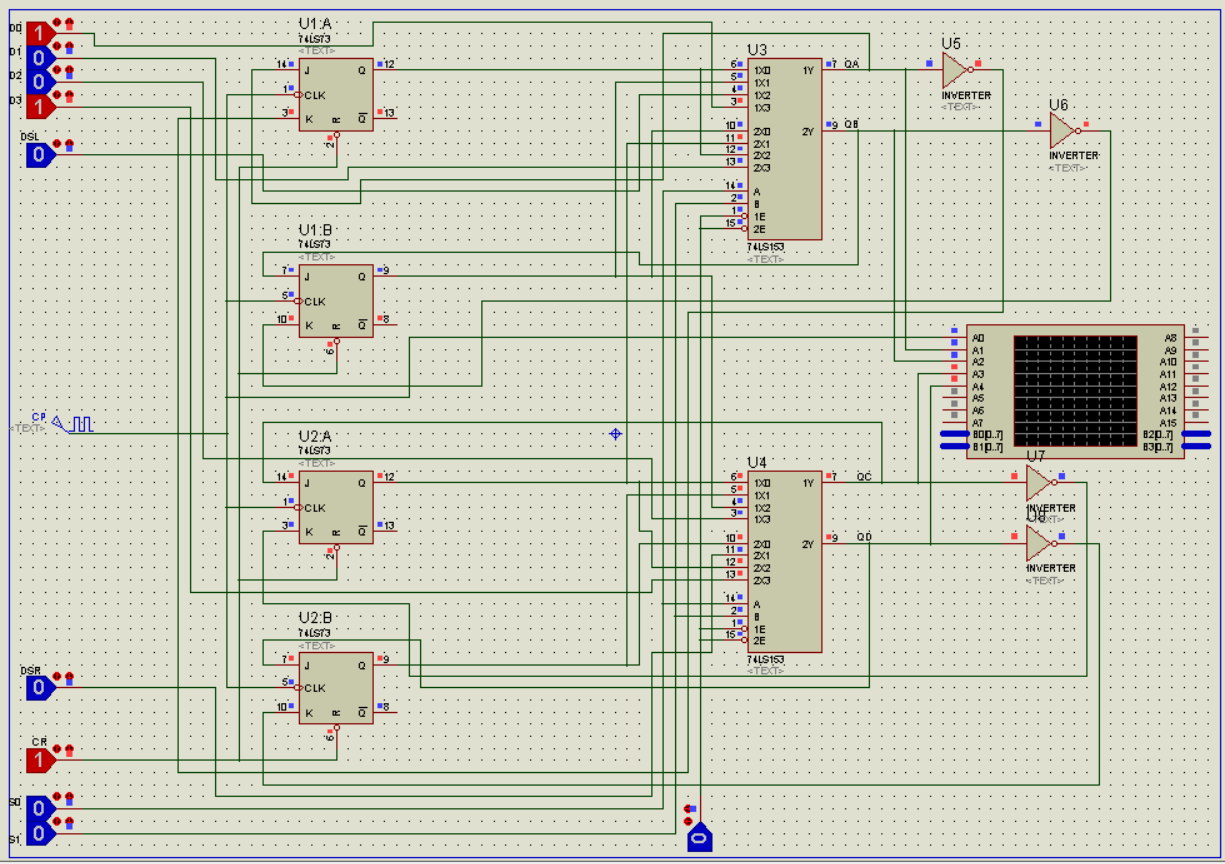 D0 1
D1 0
D2 0
D3 1
DSL 0
U1:A
74LS73
<TEXT>
14 J Q 12
1 CLK
3 K R Q 13
2
U1:B
74LS73
<TEXT>
7 J Q 9
5 CLK
10 K R Q 8
6
CP
<TEXT>
U2:A
74LS73
<TEXT>
14 J Q 12
1 CLK
3 K R Q 13
2
U2:B
74LS73
<TEXT>
7 J Q 9
5 CLK
10 K R Q 8
6
DSR 0
CR 1
S0 0
S1 0
0
U3
6 1X0 1Y 7 QA
5 1X1
4 1X2
3 1X3
10 2X0 2Y 9 QB
11 2X1
12 2X2
13 2X3
14 A
2 B
1 1E
15 2E
74LS153
<TEXT>
U4
6 1X0 1Y 7 QC
5 1X1
4 1X2
3 1X3
10 2X0 2Y 9 QD
11 2X1
12 2X2
13 2X3
14 A
2 B
1 1E
15 2E
74LS153
<TEXT>
U5
INVERTER
<TEXT>
U6
INVERTER
<TEXT>
A0 A8
A1 A9
A2 A10
A3 A11
A4 A12
A5 A13
A6 A14
A7 A15
B0[0..7] B2[0..7]
B1[0..7] B3[0..7]
U7
INVERTER
<TEXT>
U8
INVERTER
<TEXT>